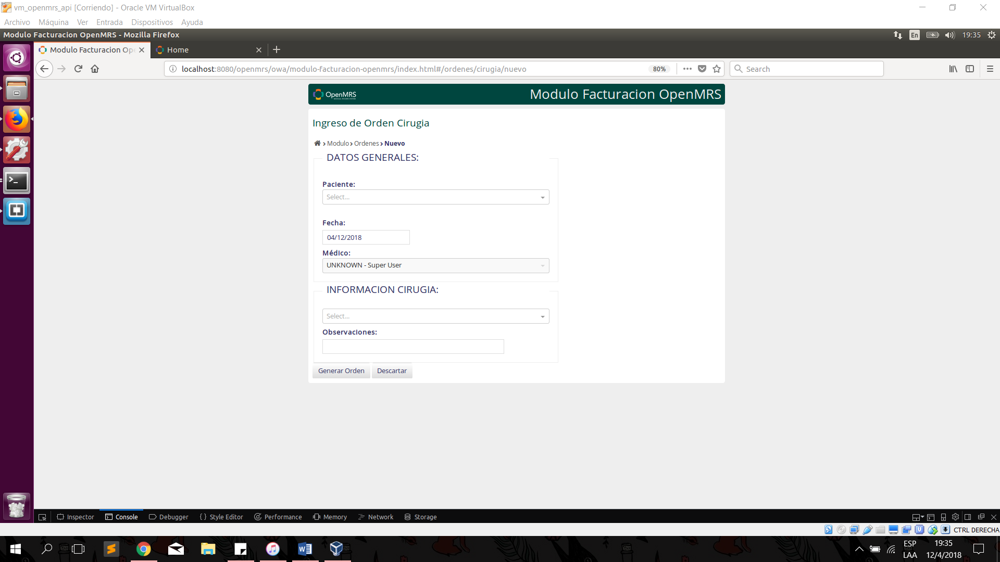 vm_openmrs_api [Corriendo] - Oracle VM VirtualBox
Archivo Máquina Ver Entrada Dispositivos Ayuda
Modulo Facturacion OpenMRS - Mozilla Firefox
En 19:35
Modulo Facturacion Ope
Home
localhost:8080/openmrs/owa/modulo-facturacion-openmrs/index.html#/ordenes/cirugia/nuevo
80%
Search
OpenMRS
Modulo Facturacion OpenMRS
Ingreso de Orden Cirugia
Modulo Ordenes Nuevo
DATOS GENERALES:
Paciente:
Select...
Fecha:
04/12/2018
Médico:
UNKNOWN - Super User
INFORMACION CIRUGIA:
Select...
Observaciones:
Generar Orden Descartar
Inspector Console Debugger Style Editor Performance Memory Network Storage
CTRL DERECHA
ESP 19:35
LAA 12/4/2018